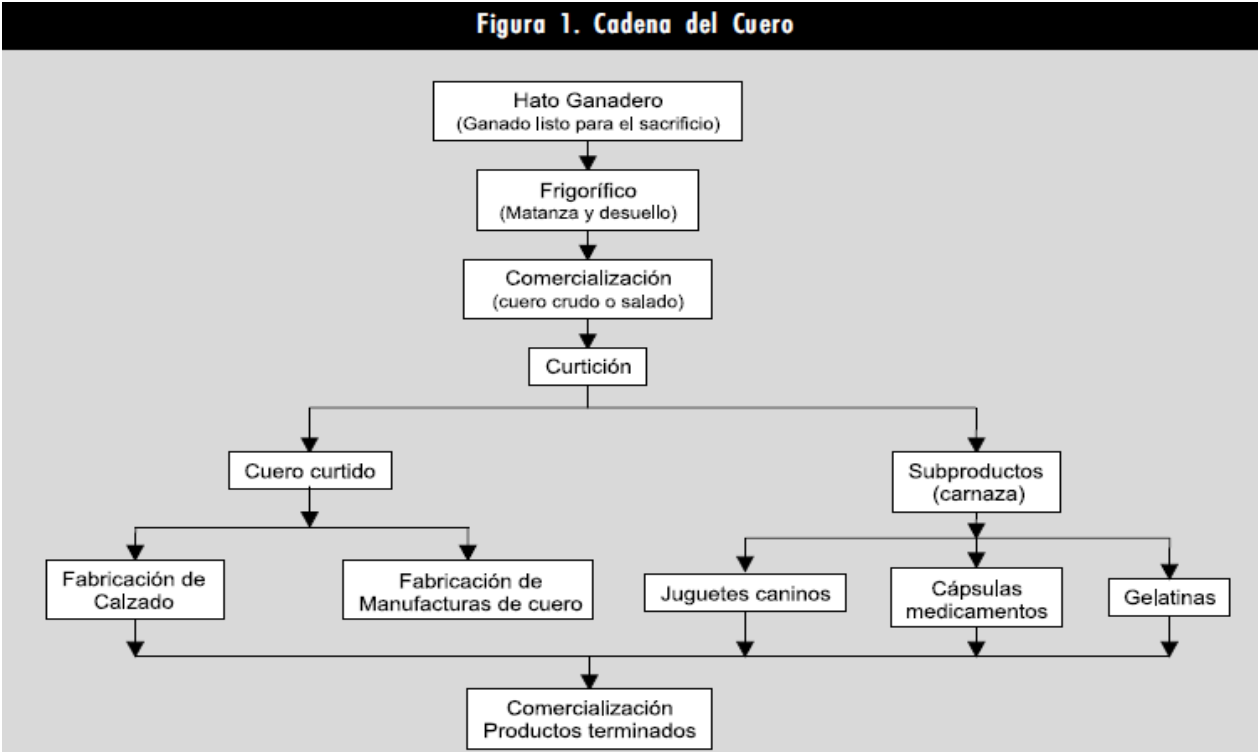 Figura 1. Cadena del Cuero
Hato Ganadero
(Ganado listo para el sacrificio)
Frigorífico
(Matanza y desuello)
Comercialización
(cuero crudo o salado)
Curtición
Cuero curtido
Subproductos
(carnaza)
Fabricación de
Calzado
Fabricación de
Manufacturas de cuero
Juguetes caninos
Cápsulas
medicamentos
Gelatinas
Comercialización
Productos terminados